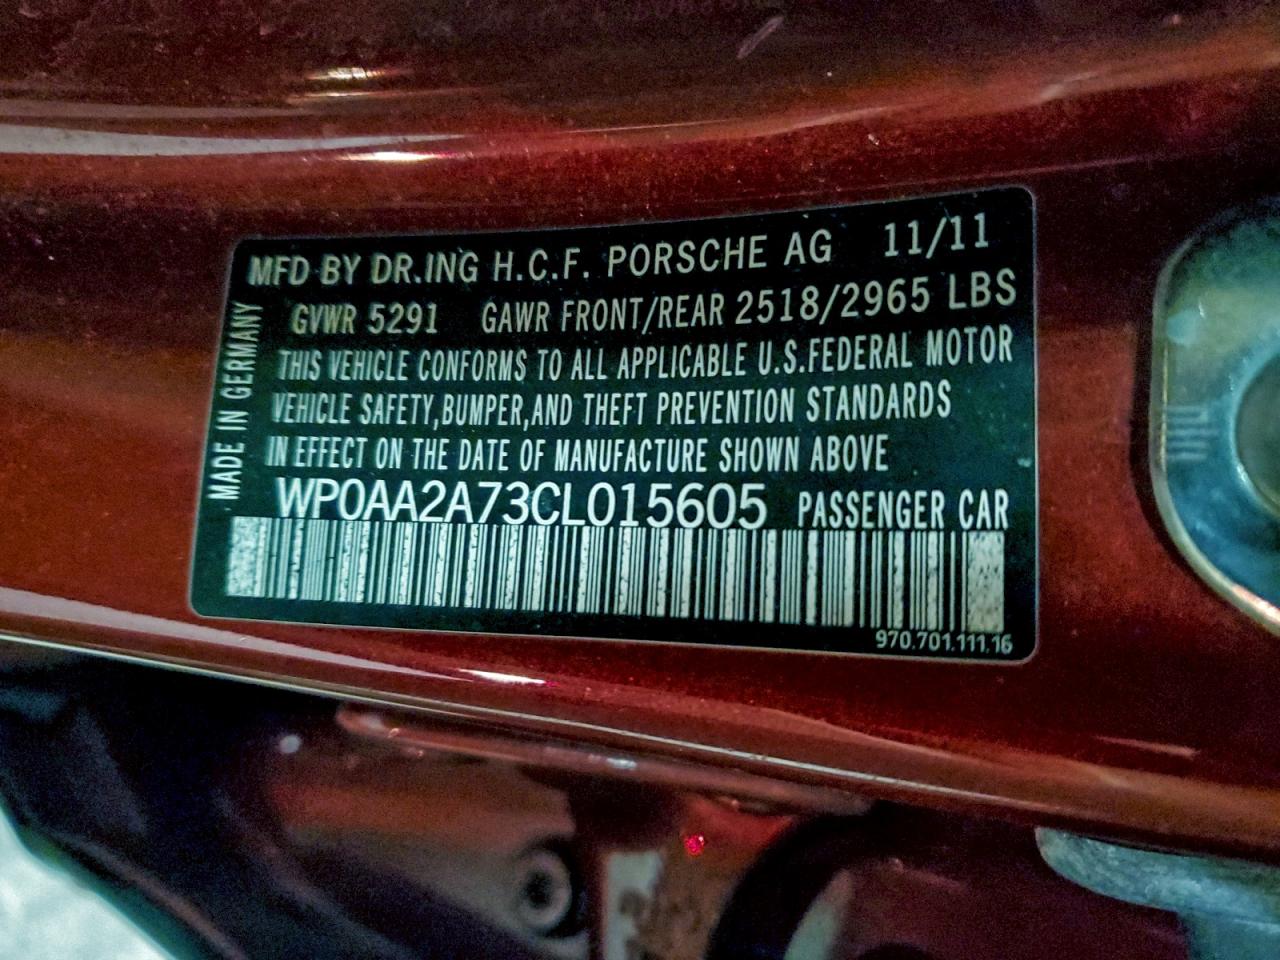 MFD BY DR.ING H.C.F. PORSCHE AG 11/11
GVWR 5291 GAWR FRONT/REAR 2518/2965 LBS
THIS VEHICLE CONFORMS TO ALL APPLICABLE U.S.FEDERAL MOTOR
VEHICLE SAFETY,BUMPER,AND THEFT PREVENTION STANDARDS
IN EFFECT ON THE DATE OF MANUFACTURE SHOWN ABOVE
WP0AA2A73CL015605 PASSENGER CAR
970.701.111.16
MADE IN GERMANY